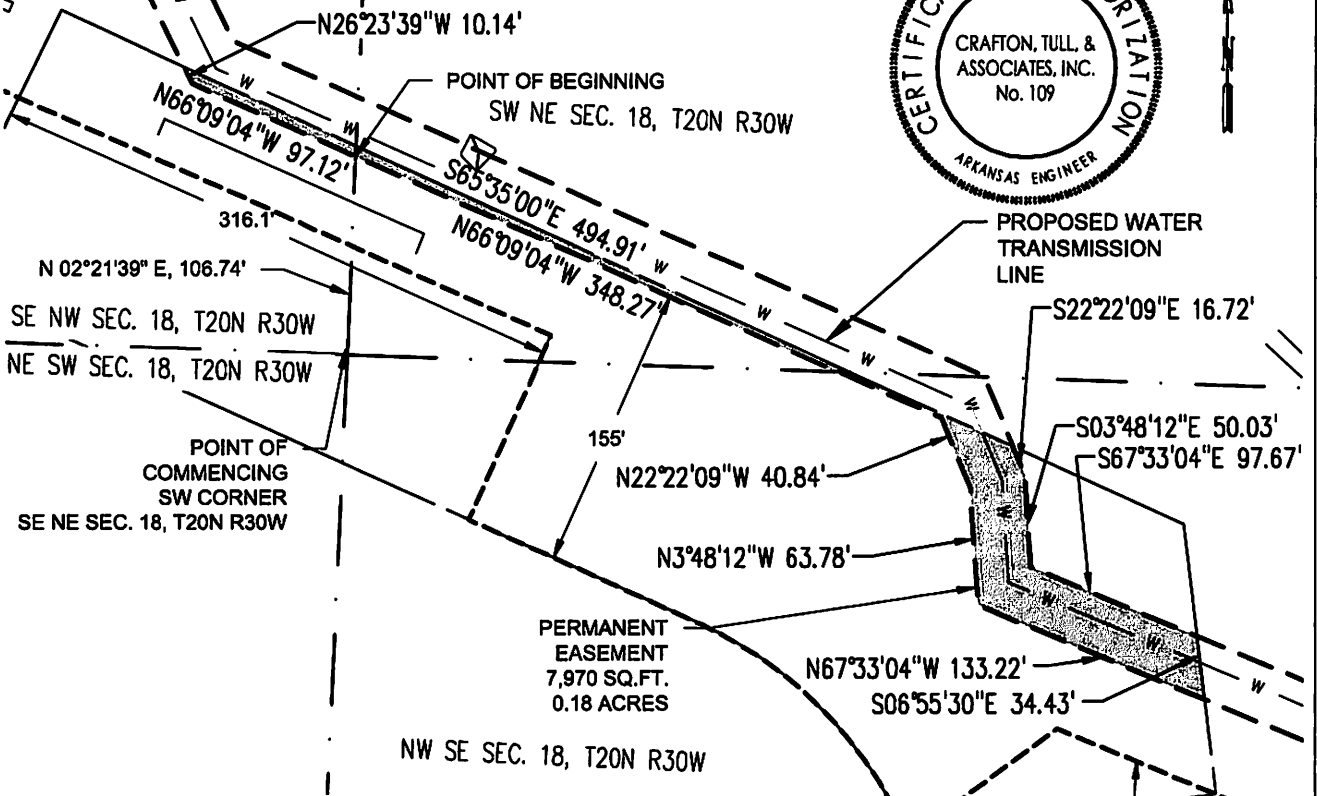 N26°23'39"W 10.14'
POINT OF BEGINNING
SW NE SEC. 18, T20N R30W
CRAFTON, TULL, &
ASSOCIATES, INC.
No. 109
ARKANSAS ENGINEER
N
N66°09'04"W 97.12'
W
W
S65°35'00"E 494.91'
N66°09'04"W 348.27'
W
W
W
W
316.1'
PROPOSED WATER
TRANSMISSION
LINE
N 02°21'39" E, 106.74'
S22°22'09"E 16.72'
SE NW SEC. 18, T20N R30W
NE SW SEC. 18, T20N R30W
POINT OF
COMMENCING
SW CORNER
SE NE SEC. 18, T20N R30W
155'
N22°22'09"W 40.84'
S03°48'12"E 50.03'
S67°33'04"E 97.67'
W
N3°48'12"W 63.78'
W
W
W
PERMANENT
EASEMENT
7,970 SQ.FT.
0.18 ACRES
N67°33'04"W 133.22'
S06°55'30"E 34.43'
NW SE SEC. 18, T20N R30W